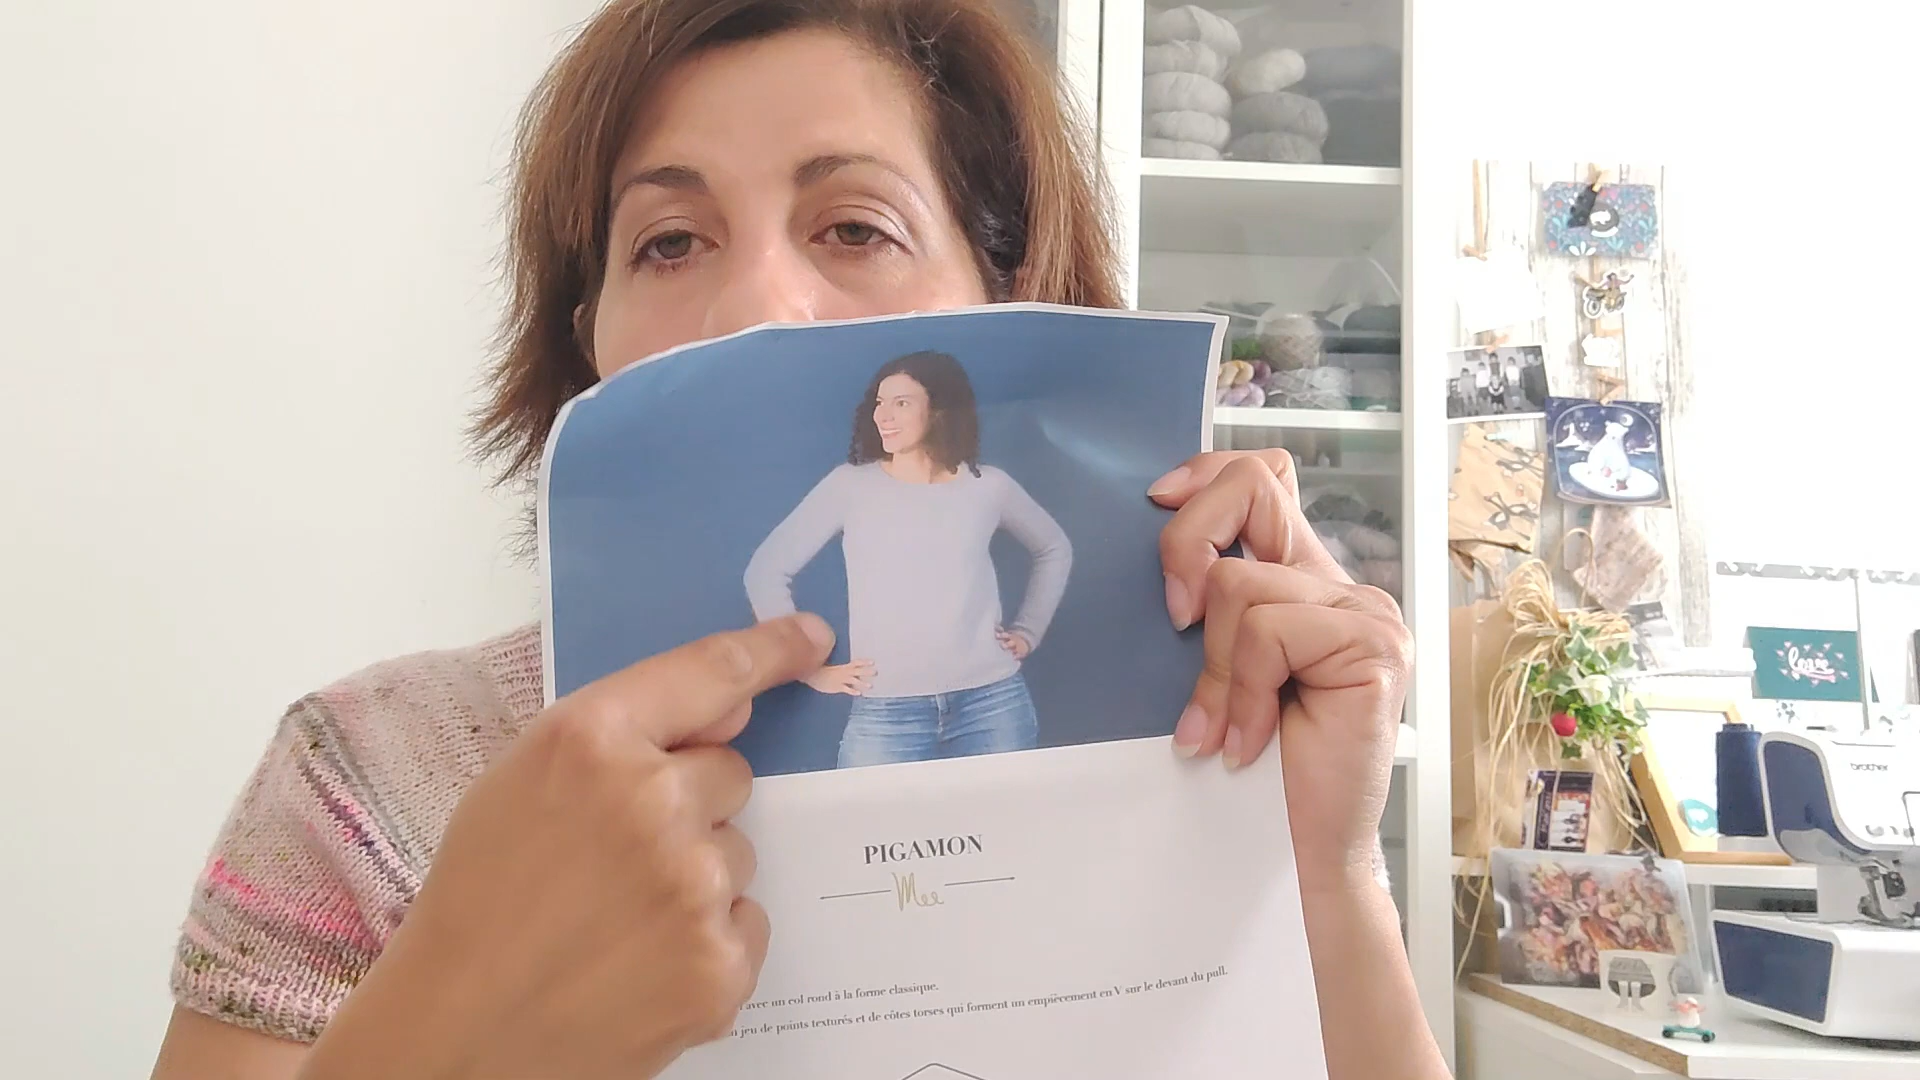 PIGAMON
Mee
avec un col rond à la forme classique.
jeu de points texturés et de côtes torses qui forment un empiècement en V sur le devant du pull.
love
brother